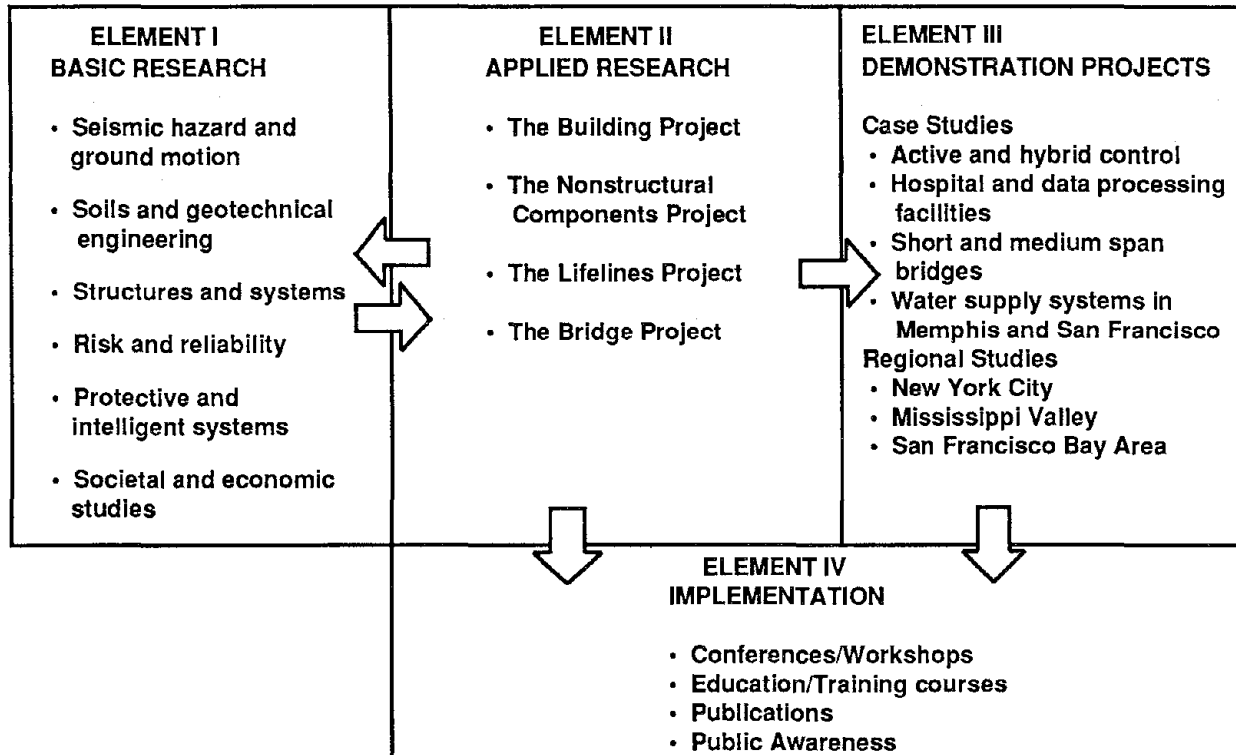 ELEMENT I
BASIC RESEARCH
• Seismic hazard and
ground motion
• Soils and geotechnical
engineering
• Structures and systems
• Risk and reliability
• Protective and
intelligent systems
• Societal and economic
studies
ELEMENT II
APPLIED RESEARCH
• The Building Project
• The Nonstructural
Components Project
• The Lifelines Project
• The Bridge Project
ELEMENT III
DEMONSTRATION PROJECTS
Case Studies
• Active and hybrid control
• Hospital and data processing
facilities
• Short and medium span
bridges
• Water supply systems in
Memphis and San Francisco
Regional Studies
• New York City
• Mississippi Valley
• San Francisco Bay Area
ELEMENT IV
IMPLEMENTATION
• Conferences/Workshops
• Education/Training courses
• Publications
• Public Awareness